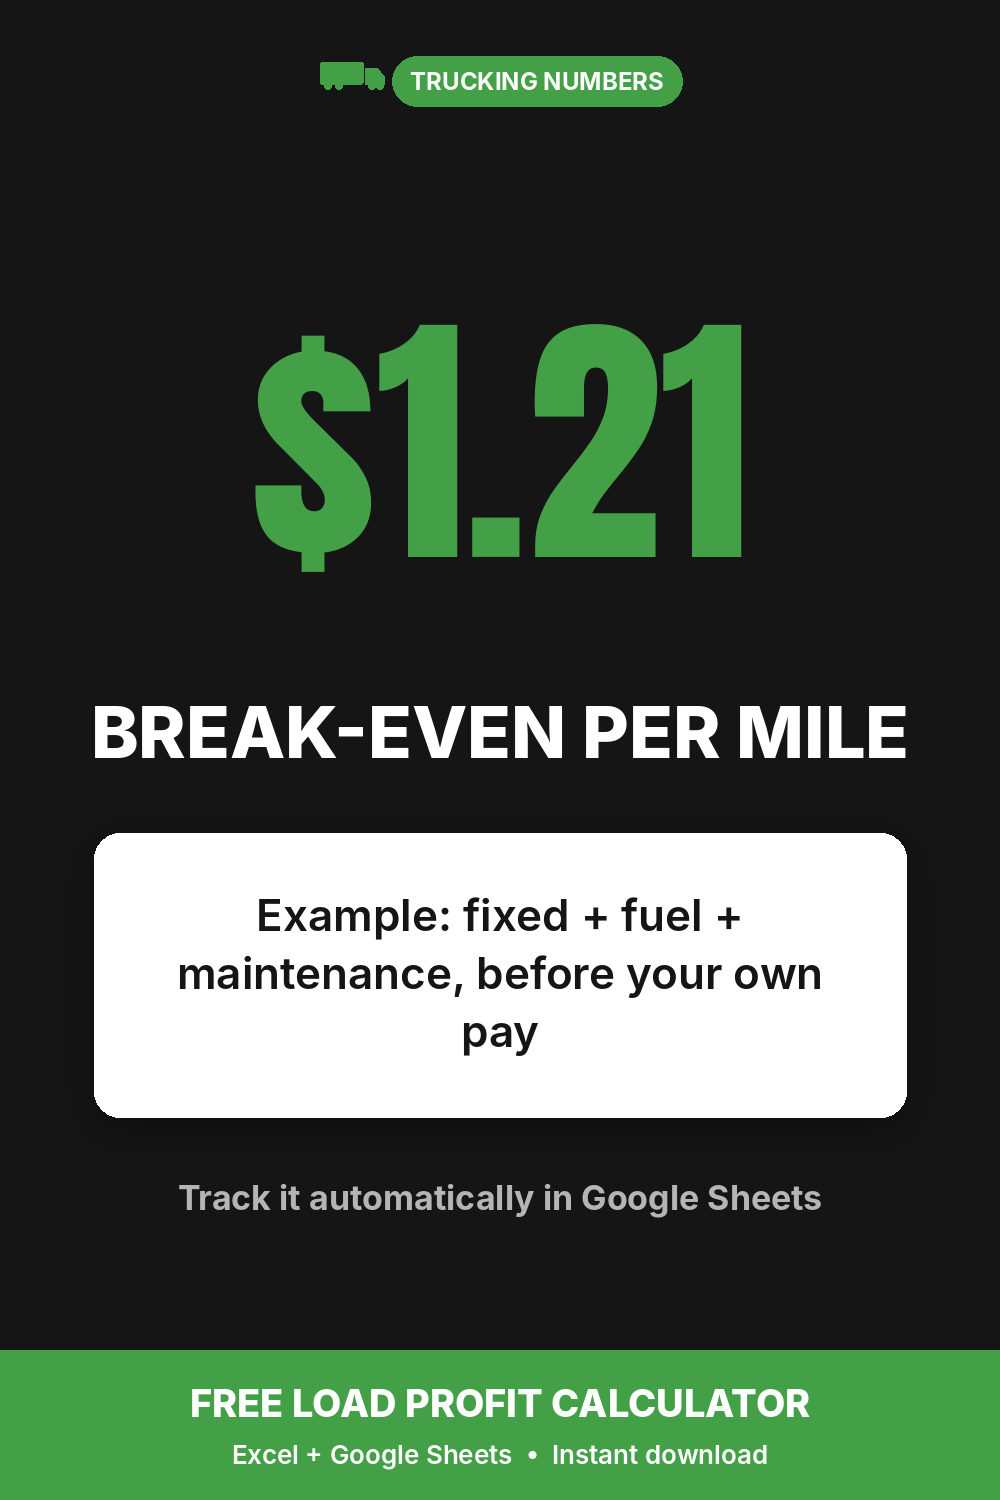 TRUCKING NUMBERS
$1.21
BREAK-EVEN PER MILE
Example: fixed + fuel +
maintenance, before your own
pay
Track it automatically in Google Sheets
FREE LOAD PROFIT CALCULATOR
Excel + Google Sheets • Instant download